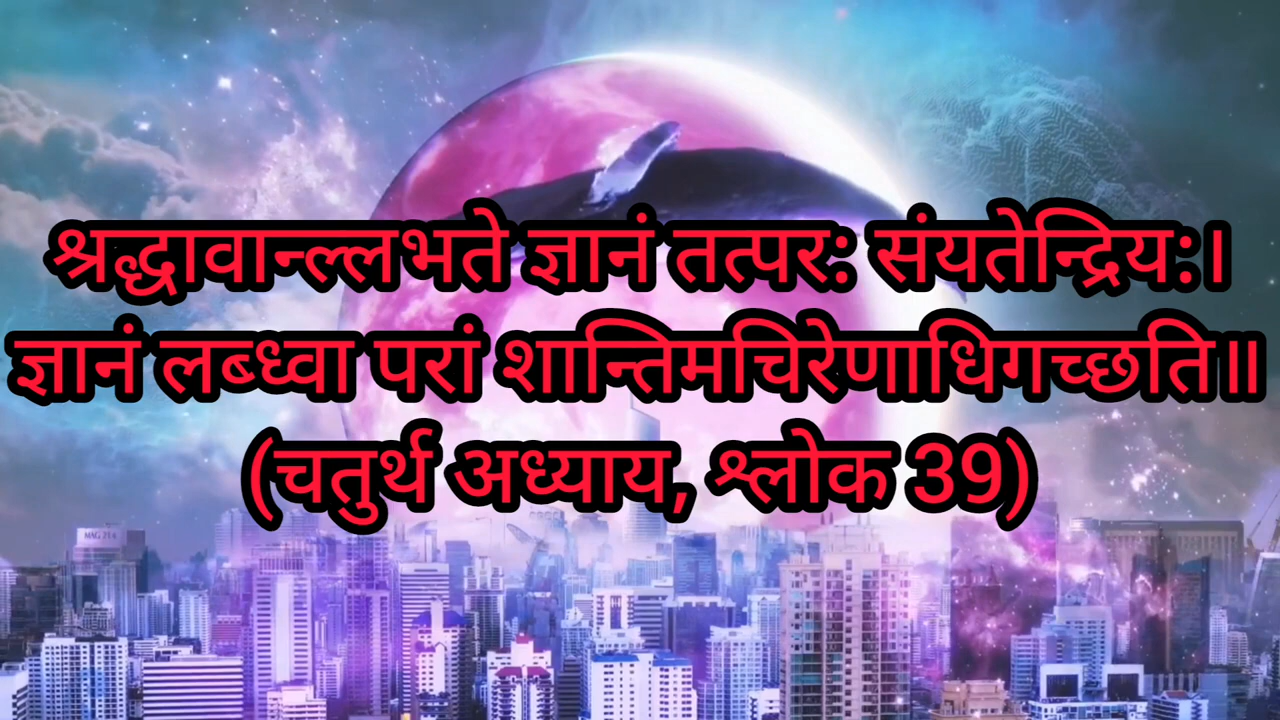 श्रद्धावान्ल्लभते ज्ञानं तत्पर: संयतेन्द्रिय:।
ज्ञानं लब्ध्वा परां शान्तिमचिरेणाधिगच्छति॥
(चतुर्थ अध्याय, श्लोक 39)